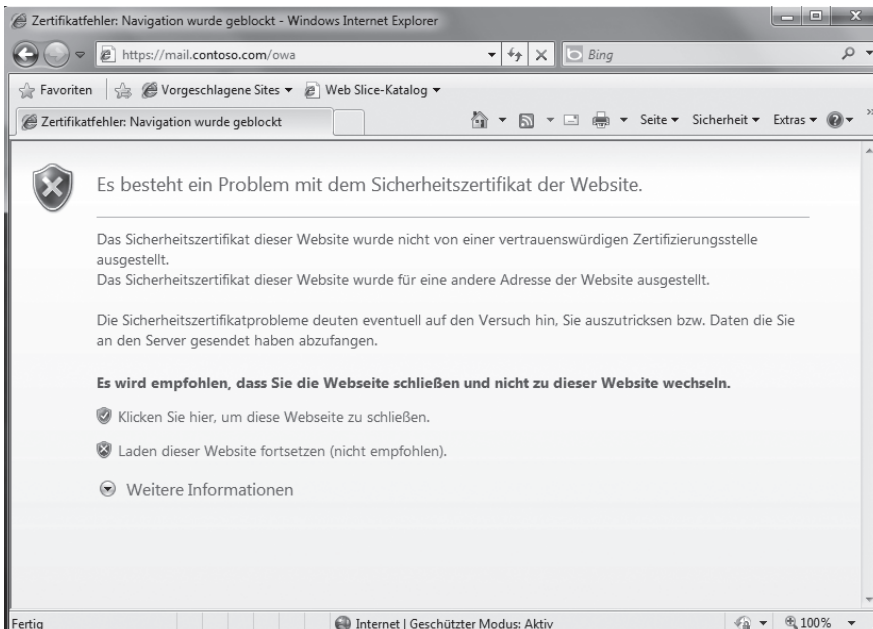 Zertifikatfehler: Navigation wurde geblockt - Windows Internet Explorer
https://mail.contoso.com/owa
Bing
Favoriten
Vorgeschlagene Sites
Web Slice-Katalog
Zertifikatfehler: Navigation wurde geblockt
Seite
Sicherheit
Extras
Es besteht ein Problem mit dem Sicherheitszertifikat der Website.
Das Sicherheitszertifikat dieser Website wurde nicht von einer vertrauenswürdigen Zertifizierungsstelle
ausgestellt.
Das Sicherheitszertifikat dieser Website wurde für eine andere Adresse der Website ausgestellt.
Die Sicherheitszertifikatprobleme deuten eventuell auf den Versuch hin, Sie auszutricksen bzw. Daten die Sie
an den Server gesendet haben abzufangen.
Es wird empfohlen, dass Sie die Webseite schließen und nicht zu dieser Website wechseln.
Klicken Sie hier, um diese Webseite zu schließen.
Laden dieser Website fortsetzen (nicht empfohlen).
Weitere Informationen
Fertig
Internet | Geschützter Modus: Aktiv
100%